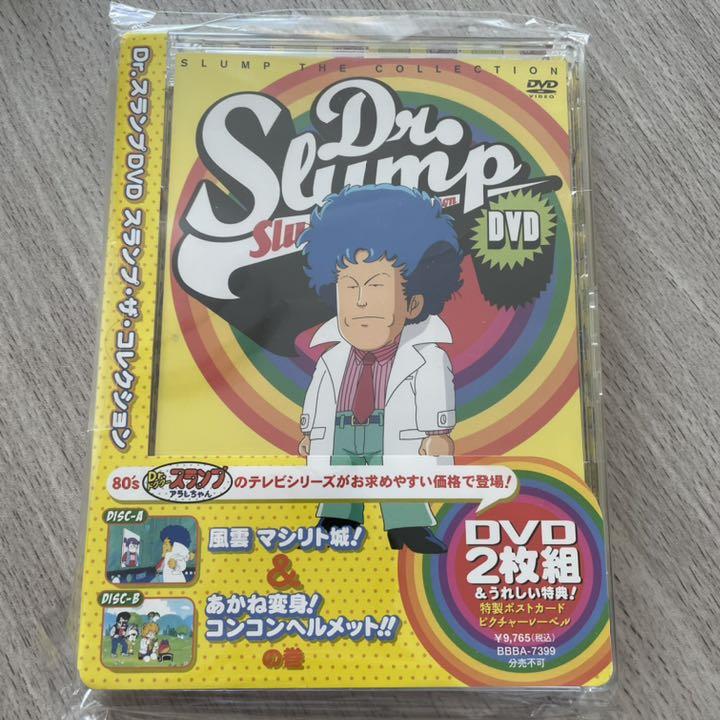 Dr.スランプDVD スランプ・ザ・コレクション
SLUMP THE COLLECTION
DVD
VIDEO
Dr.
Slump
DVD
80's Dr.スランプ アラレちゃん のテレビシリーズがお求めやすい価格で登場!
DISC-A
風雲 マシリト城!
&
DISC-B
あかね変身!
コンコンヘルメット!!
の巻
DVD
2枚組
&うれしい特典!
特製ポストカード
ピクチャーレーベル
¥9,765(税込)
BBBA-7399
分売不可